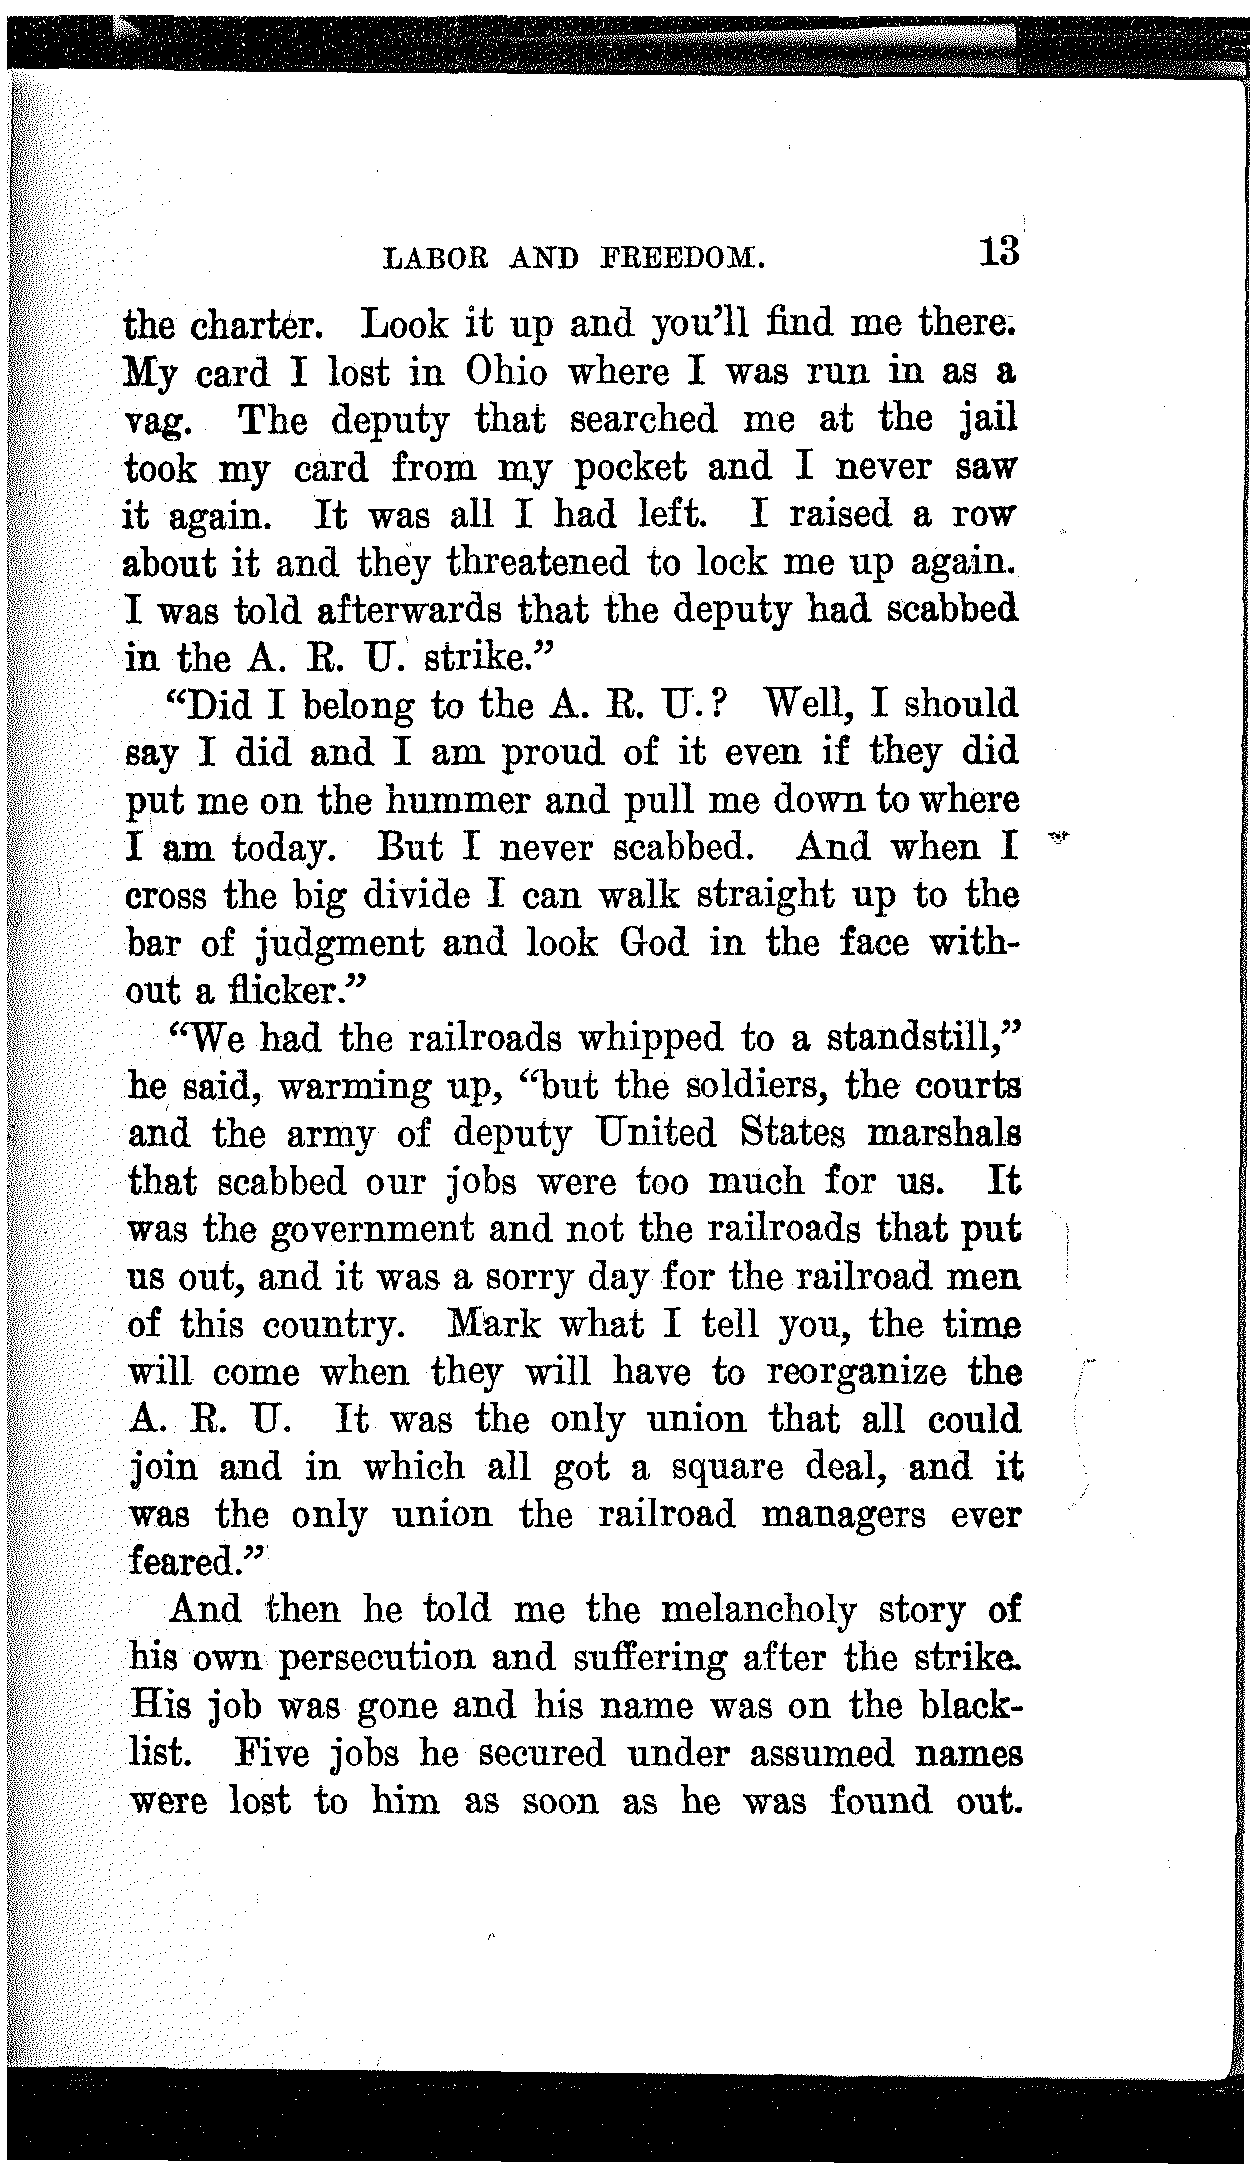 LABOR AND FREEDOM. 13
the charter. Look it up and you'll find me there.
My card I lost in Ohio where I was run in as a
vag. The deputy that searched me at the jail
took my card from my pocket and I never saw
it again. It was all I had left. I raised a row
about it and they threatened to lock me up again.
I was told afterwards that the deputy had scabbed
in the A. R. U. strike."
"Did I belong to the A. R. U.? Well, I should
say I did and I am proud of it even if they did
put me on the hummer and pull me down to where
I am today. But I never scabbed. And when I
cross the big divide I can walk straight up to the
bar of judgment and look God in the face with-
out a flicker."
"We had the railroads whipped to a standstill,"
he said, warming up, "but the soldiers, the courts
and the army of deputy United States marshals
that scabbed our jobs were too much for us. It
was the government and not the railroads that put
us out, and it was a sorry day for the railroad men
of this country. Mark what I tell you, the time
will come when they will have to reorganize the
A. R. U. It was the only union that all could
join and in which all got a square deal, and it
was the only union the railroad managers ever
feared."
And then he told me the melancholy story of
his own persecution and suffering after the strike.
His job was gone and his name was on the black-
list. Five jobs he secured under assumed names
were lost to him as soon as he was found out.